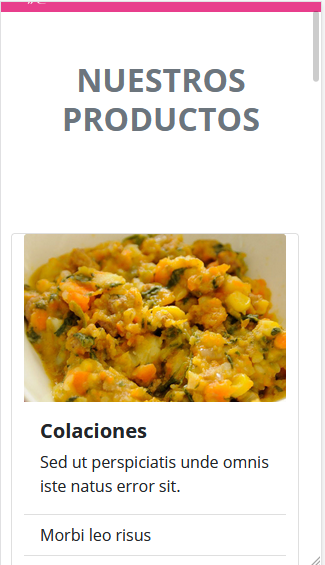 NUESTROS
PRODUCTOS
Colaciones
Sed ut perspiciatis unde omnis
iste natus error sit.
Morbi leo risus